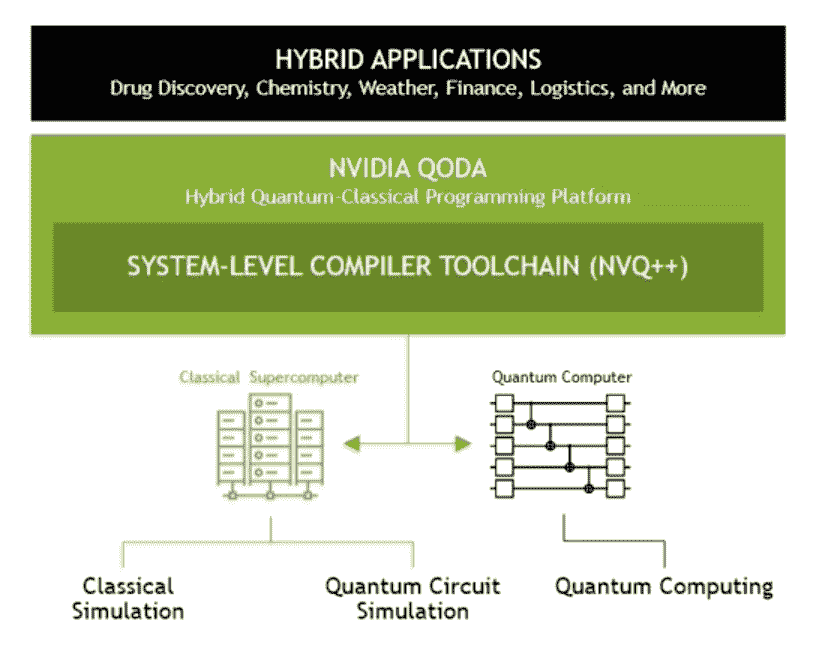 HYBRID APPLICATIONS
Drug Discovery, Chemistry, Weather, Finance, Logistics, and More
NVIDIA QODA
Hybrid Quantum-Classical Programming Platform
SYSTEM-LEVEL COMPILER TOOLCHAIN (NVQ++)
Classical Supercomputer
Quantum Computer
Classical
Simulation
Quantum Circuit
Simulation
Quantum Computing